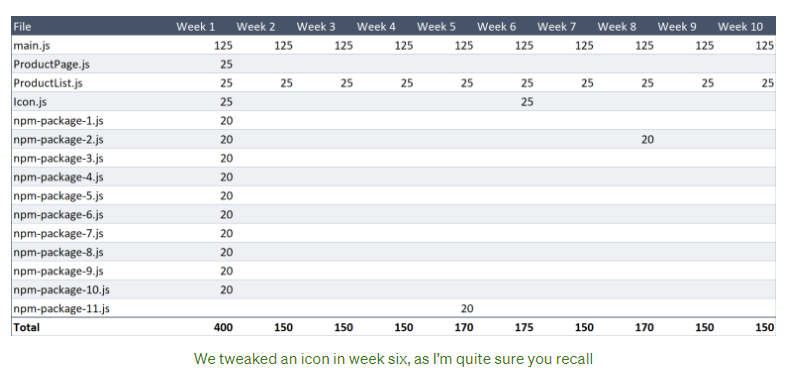 File Week 1 Week 2 Week 3 Week 4 Week 5 Week 6 Week 7 Week 8 Week 9 Week 10
main.js 125 125 125 125 125 125 125 125 125 125
ProductPage.js 25
ProductList.js 25 25 25 25 25 25 25 25 25 25
Icon.js 25 25
npm-package-1.js 20
npm-package-2.js 20 20
npm-package-3.js 20
npm-package-4.js 20
npm-package-5.js 20
npm-package-6.js 20
npm-package-7.js 20
npm-package-8.js 20
npm-package-9.js 20
npm-package-10.js 20
npm-package-11.js 20
Total 400 150 150 150 170 175 150 170 150 150
We tweaked an icon in week six, as I’m quite sure you recall